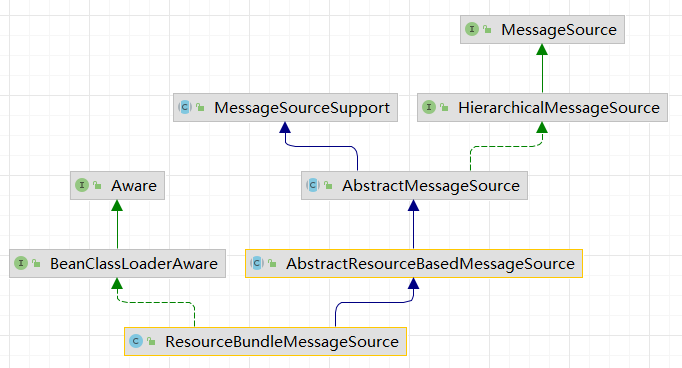 MessageSource
MessageSourceSupport
HierarchicalMessageSource
Aware
AbstractMessageSource
BeanClassLoaderAware
AbstractResourceBasedMessageSource
ResourceBundleMessageSource